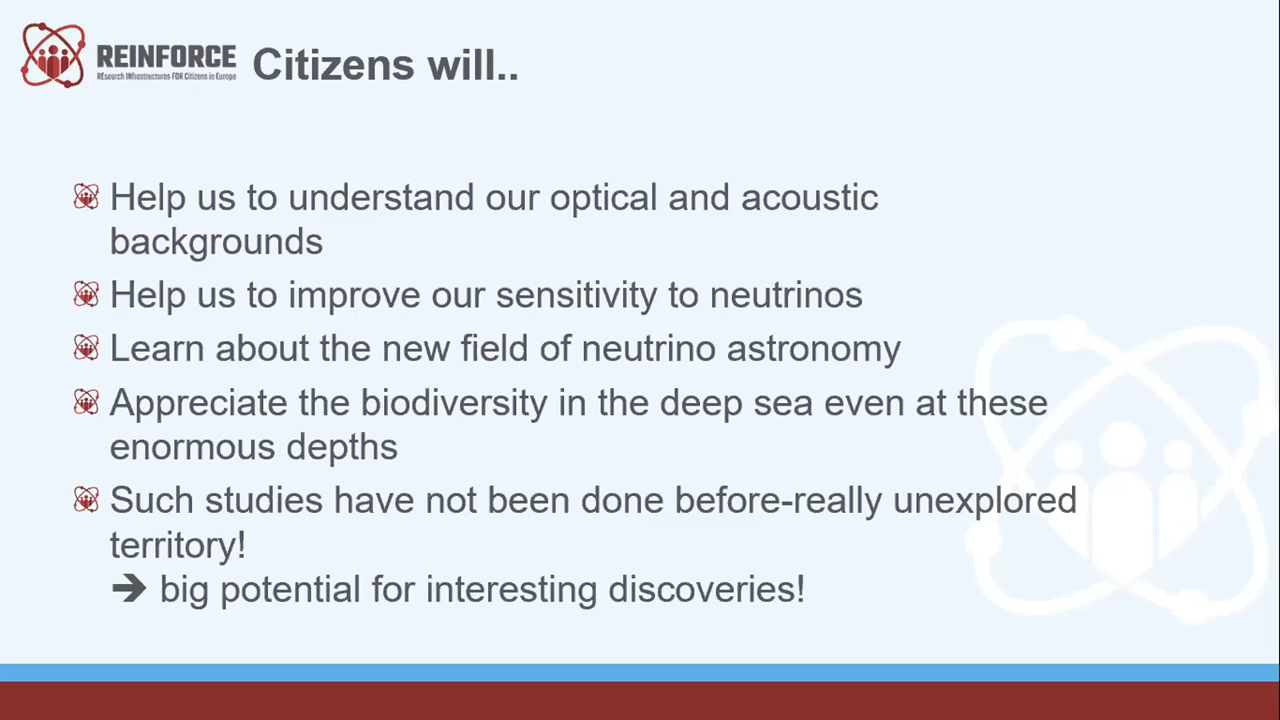 REINFORCE
REsearch INfrastructures FOR Citizens in Europe
Citizens will..
Help us to understand our optical and acoustic
backgrounds
Help us to improve our sensitivity to neutrinos
Learn about the new field of neutrino astronomy
Appreciate the biodiversity in the deep sea even at these
enormous depths
Such studies have not been done before-really unexplored
territory!
➔ big potential for interesting discoveries!